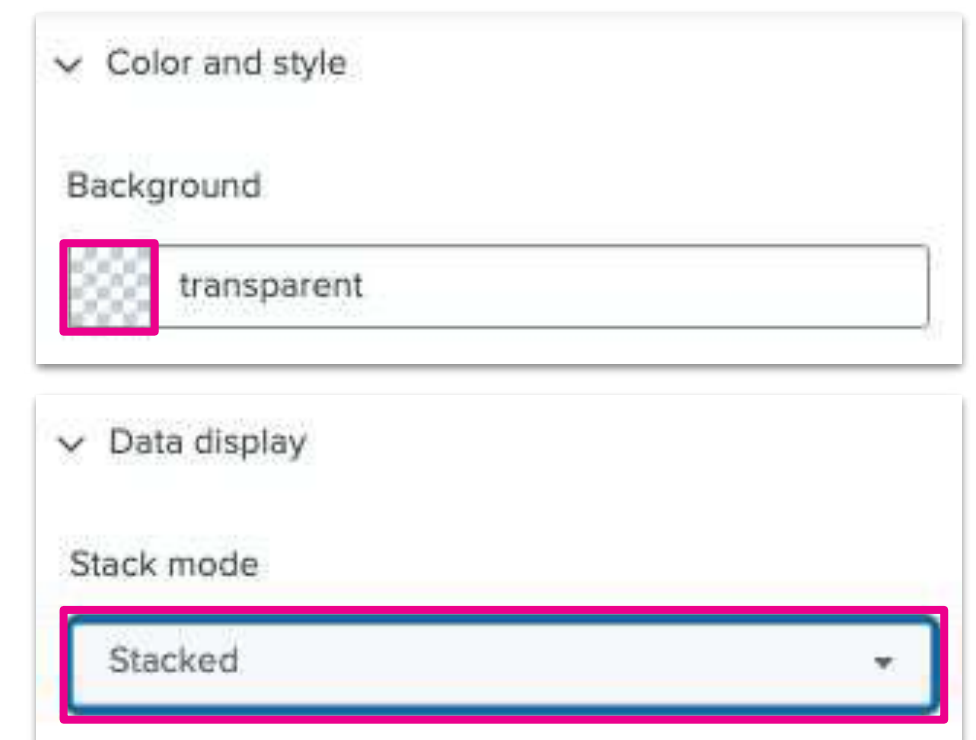 Color and style
Background
transparent
Data display
Stack mode
Stacked